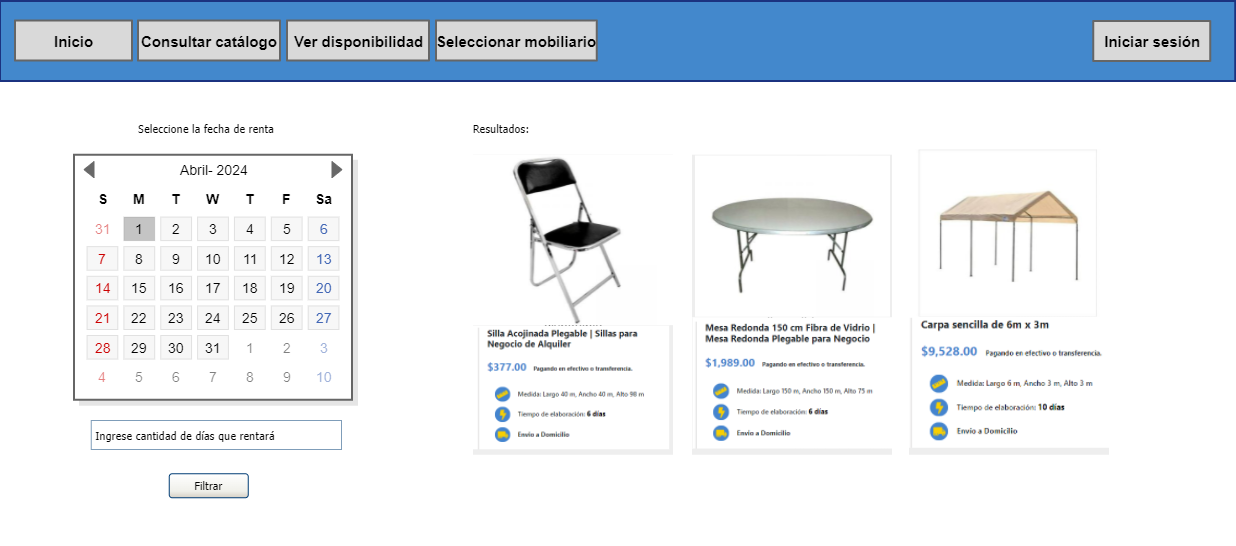 Inicio
Consultar catálogo
Ver disponibilidad
Seleccionar mobiliario
Iniciar sesión
Seleccione la fecha de renta
Abril- 2024
S M T W T F Sa
31 1 2 3 4 5 6
7 8 9 10 11 12 13
14 15 16 17 18 19 20
21 22 23 24 25 26 27
28 29 30 31 1 2 3
4 5 6 7 8 9 10
Ingrese cantidad de días que rentará
Filtrar
Resultados:
Silla Acojinada Plegable | Sillas para
Negocio de Alquiler
$377.00 Pagando en efectivo o transferencia.
Medida: Largo 40 m, Ancho 40 m, Alto 98 m
Tiempo de elaboración: 6 días
Envío a Domicilio
Mesa Redonda 150 cm Fibra de Vidrio |
Mesa Redonda Plegable para Negocio
$1,989.00 Pagando en efectivo o transferencia.
Medida: Largo 150 m, Ancho 150 m, Alto 75 m
Tiempo de elaboración: 6 días
Envío a Domicilio
Carpa sencilla de 6m x 3m
$9,528.00 Pagando en efectivo o transferencia.
Medida: Largo 6 m, Ancho 3 m, Alto 3 m
Tiempo de elaboración: 10 días
Envío a Domicilio